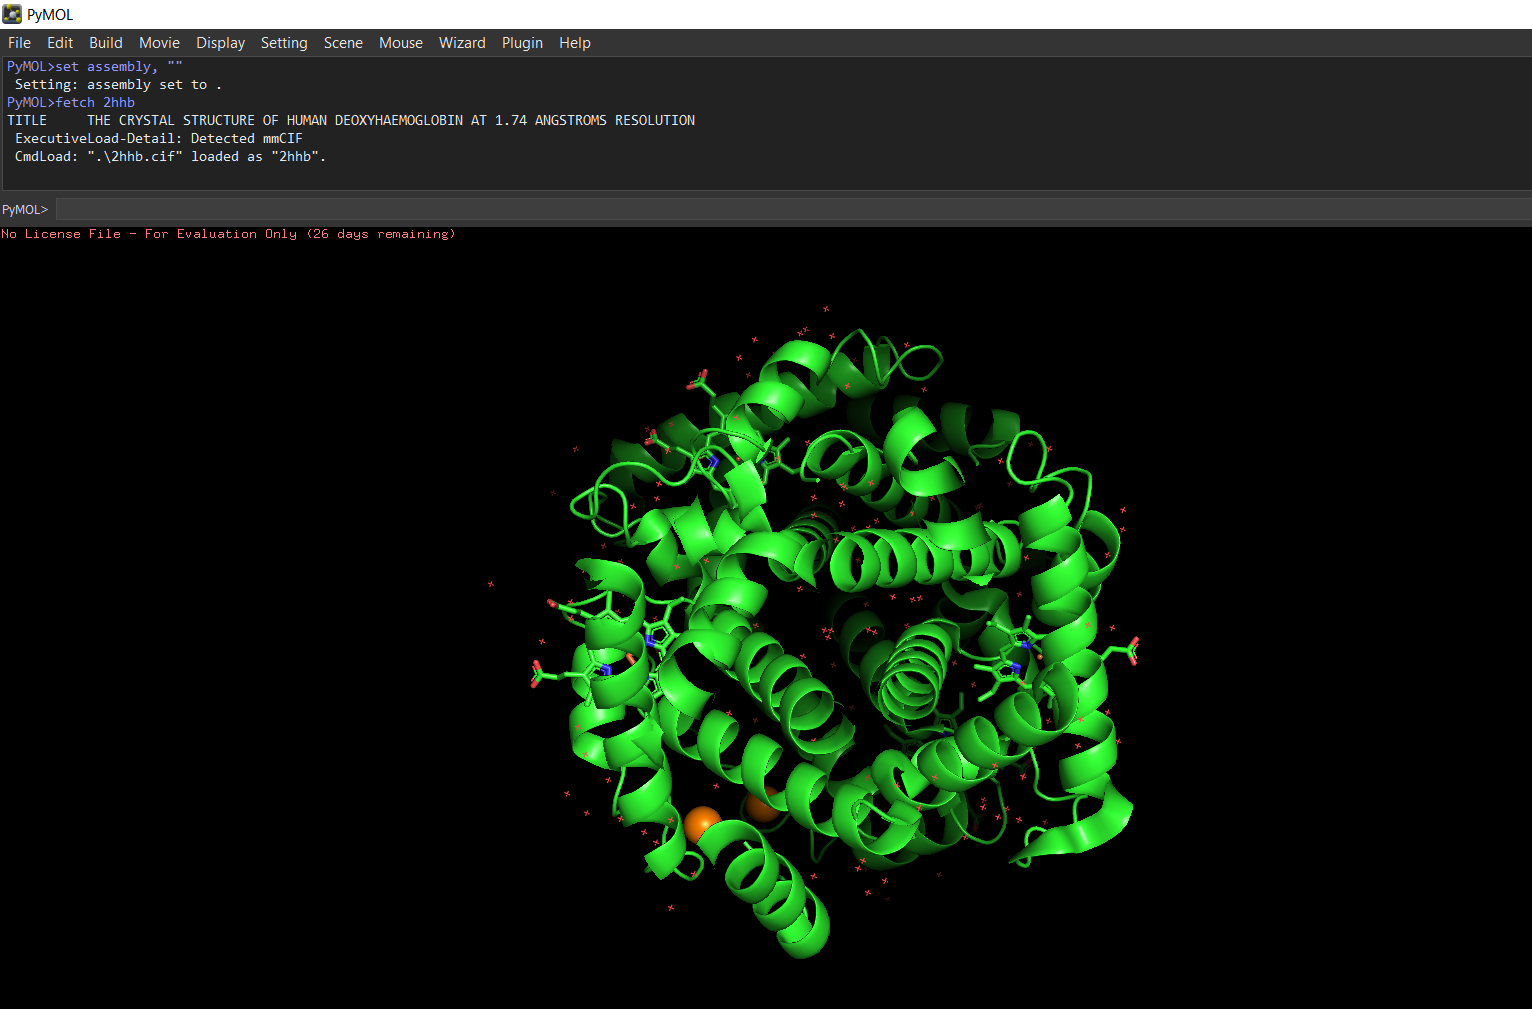 PyMOL
File Edit Build Movie Display Setting Scene Mouse Wizard Plugin Help
PyMOL>set assembly, ""
Setting: assembly set to .
PyMOL>fetch 2hhb
TITLE     THE CRYSTAL STRUCTURE OF HUMAN DEOXYHAEMOGLOBIN AT 1.74 ANGSTROMS RESOLUTION
ExecutiveLoad-Detail: Detected mmCIF
CmdLoad: ".\2hhb.cif" loaded as "2hhb".
PyMOL>
No License File - For Evaluation Only (26 days remaining)